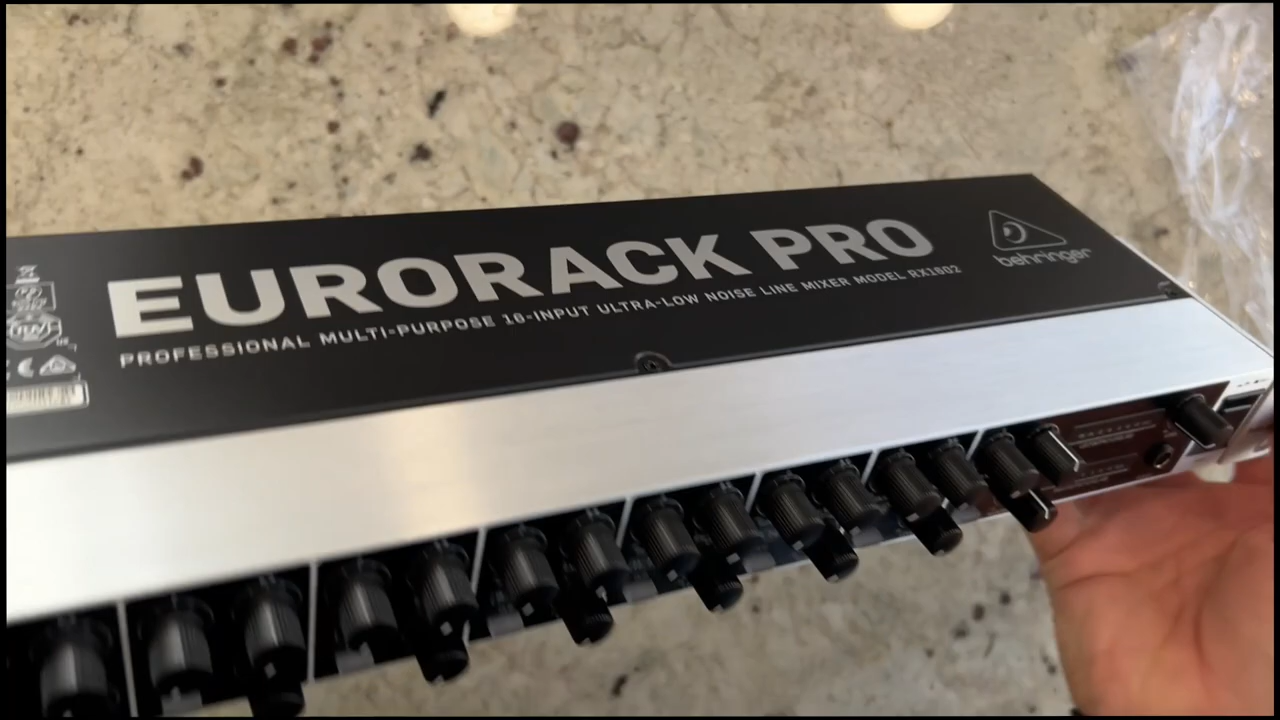 EURORACK PRO
PROFESSIONAL MULTI-PURPOSE 16-INPUT ULTRA-LOW NOISE LINE MIXER MODEL RX1602
behringer